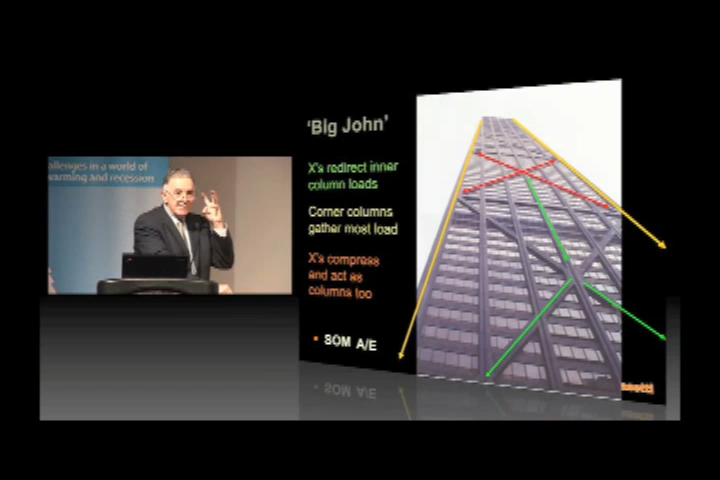 allenges in a world of
warming and recession
'Big John'
X's redirect inner
column loads
Corner columns
gather most load
X's compress
and act as
columns too
SOM A/E